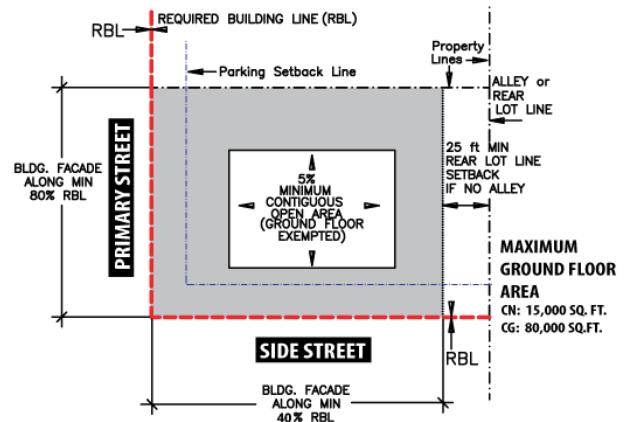 REQUIRED BUILDING LINE (RBL)
RBL
Parking Setback Line
Property
Lines
ALLEY or
REAR
LOT LINE
BLDG. FACADE
ALONG MIN
80% RBL
PRIMARY STREET
5%
MINIMUM
CONTIGUOUS
OPEN AREA
(GROUND FLOOR
EXEMPTED)
25 ft MIN
REAR LOT LINE
SETBACK
IF NO ALLEY
MAXIMUM
GROUND FLOOR
AREA
CN: 15,000 SQ. FT.
CG: 80,000 SQ.FT.
SIDE STREET
RBL
BLDG. FACADE
ALONG MIN
40% RBL